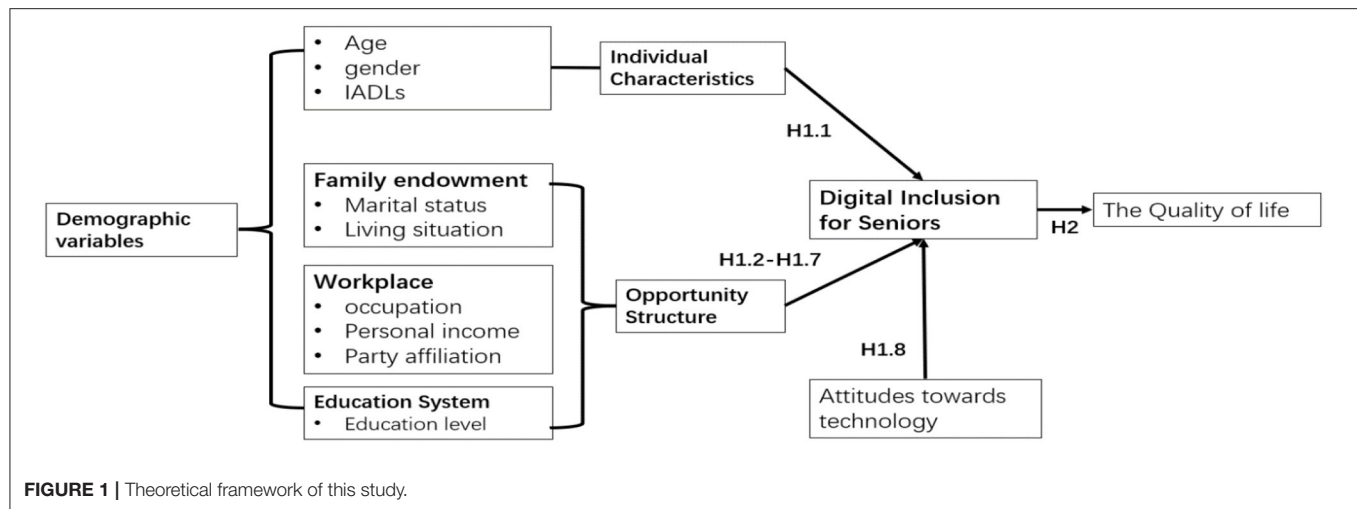 • Age
• gender
• IADLs
Individual
Characteristics
H1.1
Family endowment
• Marital status
• Living situation
Demographic
variables
Digital Inclusion
for Seniors
H2
The Quality of life
Workplace
• occupation
• Personal income
• Party affiliation
H1.2-H1.7
Opportunity
Structure
H1.8
Education System
• Education level
Attitudes towards
technology
FIGURE 1 | Theoretical framework of this study.